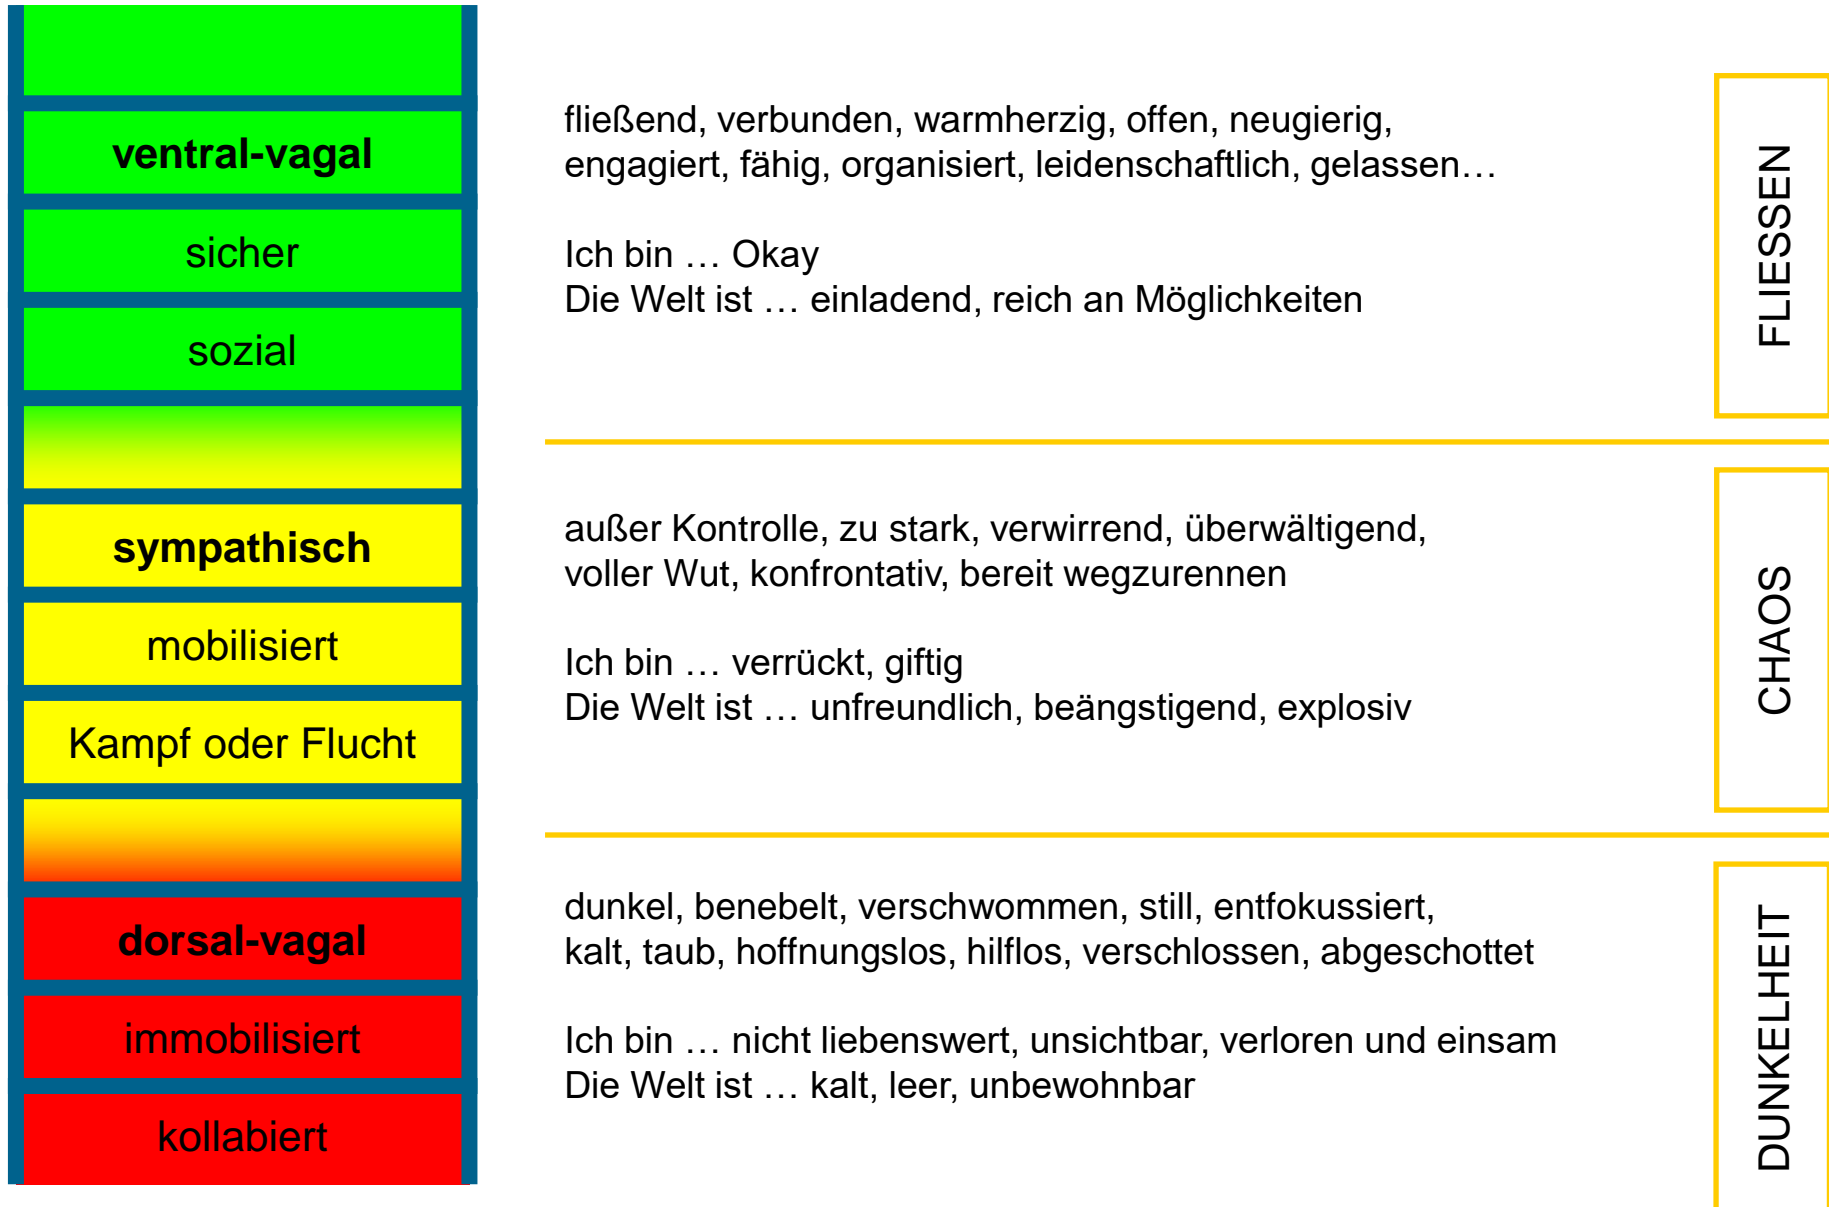 ventral-vagal
sicher
sozial
fließend, verbunden, warmherzig, offen, neugierig,
engagiert, fähig, organisiert, leidenschaftlich, gelassen…
Ich bin … Okay
Die Welt ist … einladend, reich an Möglichkeiten
FLIESSEN
sympathisch
mobilisiert
Kampf oder Flucht
außer Kontrolle, zu stark, verwirrend, überwältigend,
voller Wut, konfrontativ, bereit wegzurennen
Ich bin … verrückt, giftig
Die Welt ist … unfreundlich, beängstigend, explosiv
CHAOS
dorsal-vagal
immobilisiert
kollabiert
dunkel, benebelt, verschwommen, still, entfokussiert,
kalt, taub, hoffnungslos, hilflos, verschlossen, abgeschottet
Ich bin … nicht liebenswert, unsichtbar, verloren und einsam
Die Welt ist … kalt, leer, unbewohnbar
DUNKELHEIT